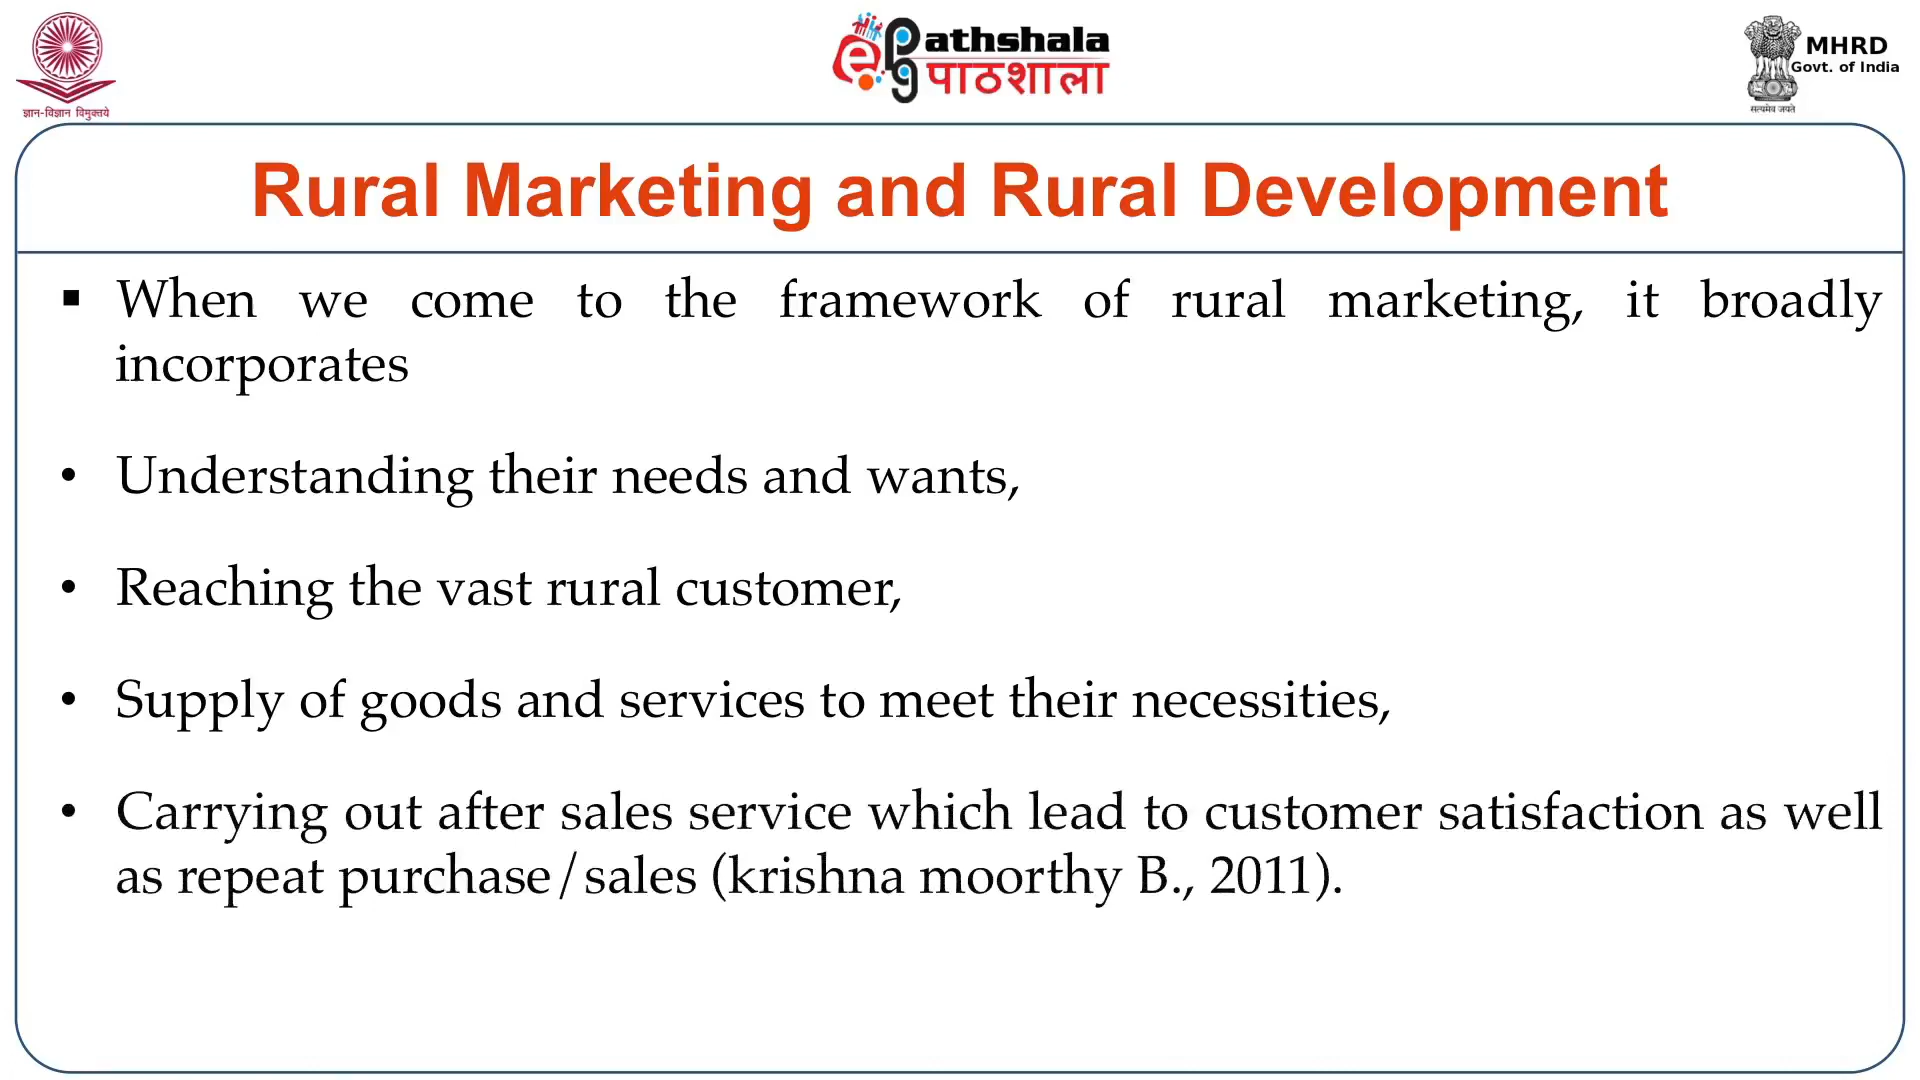 ज्ञान-विज्ञान विमुक्तये
e pg Pathshala
पाठशाला
MHRD
Govt. of India
सत्यमेव जयते
Rural Marketing and Rural Development
▪ When we come to the framework of rural marketing, it broadly
incorporates
• Understanding their needs and wants,
• Reaching the vast rural customer,
• Supply of goods and services to meet their necessities,
• Carrying out after sales service which lead to customer satisfaction as well
as repeat purchase/sales (krishna moorthy B., 2011).